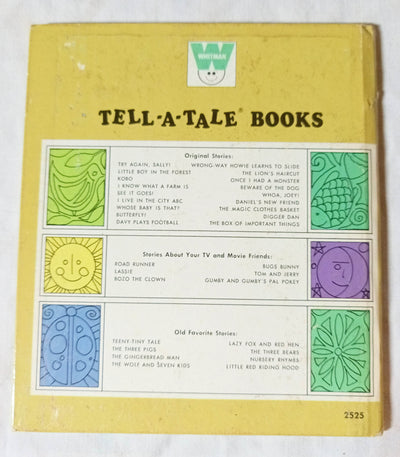 WHITMAN
TELL-A-TALE® BOOKS
Original Stories:
TRY AGAIN, SALLY!
LITTLE BOY IN THE FOREST
KOBO
I KNOW WHAT A FARM IS
SEE IT GOES!
I LIVE IN THE CITY ABC
WHOSE BABY IS THAT?
BUTTERFLY!
DAVY PLAYS FOOTBALL
WRONG-WAY HOWIE LEARNS TO SLIDE
THE LION'S HAIRCUT
ONCE I HAD A MONSTER
BEWARE OF THE DOG
WHOA, JOEY!
DANIEL'S NEW FRIEND
THE MAGIC CLOTHES BASKET
DIGGER DAN
THE BOX OF IMPORTANT THINGS
Stories About Your TV and Movie Friends:
ROAD RUNNER
LASSIE
BOZO THE CLOWN
BUGS BUNNY
TOM AND JERRY
GUMBY AND GUMBY'S PAL POKEY
Old Favorite Stories:
TEENY-TINY TALE
THE THREE PIGS
THE GINGERBREAD MAN
THE WOLF AND SEVEN KIDS
LAZY FOX AND RED HEN
THE THREE BEARS
NURSERY RHYMES
LITTLE RED RIDING HOOD
2525